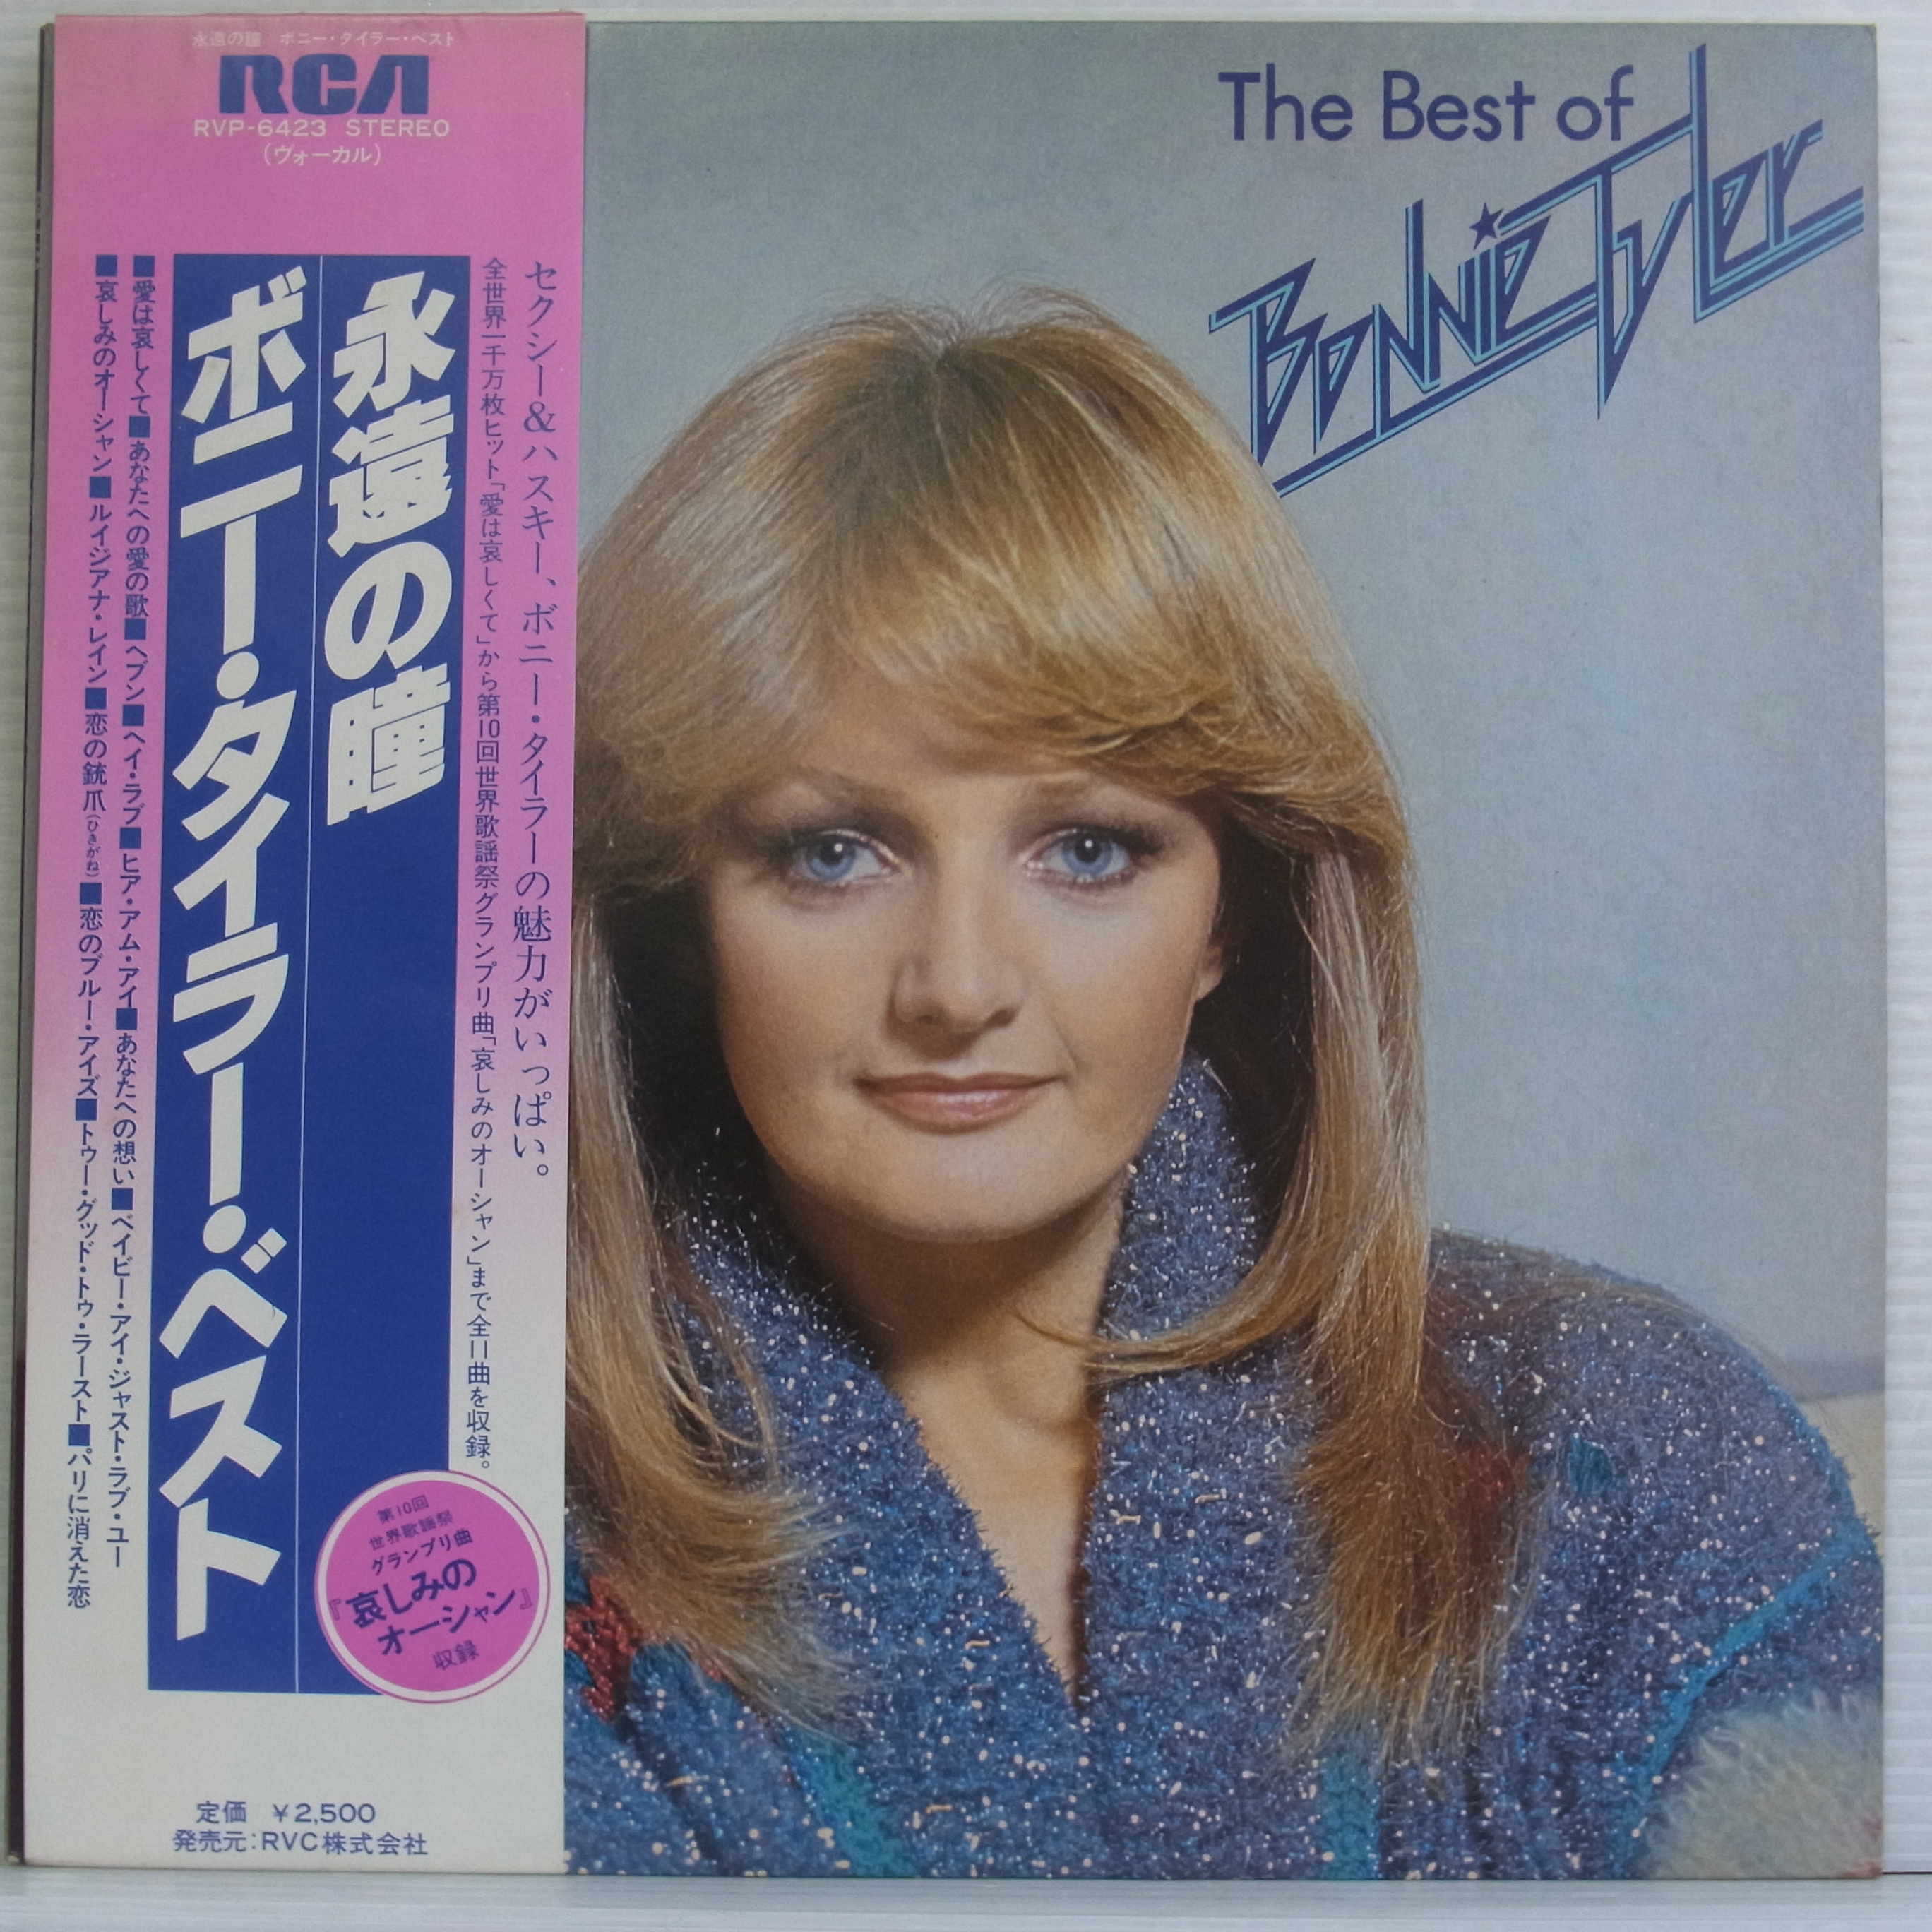 永遠の瞳 ボニー・タイラー・ベスト
RCA
RVP-6423 STEREO
(ヴォーカル)
The Best of
Bonnie Tyler
セクシー&ハスキー、ボニー・タイラーの魅力がいっぱい。
全世界一千万枚ヒット「愛は哀しくて」から第10回世界歌謡祭グランプリ曲「哀しみのオーシャン」まで全11曲を収録。
永遠の瞳
ボニー・タイラー・ベスト
■愛は哀しくて■あなたへの愛の歌■ヘブン■ヘイ・ラブ■ヒア・アム・アイ■あなたへの想い■ベイビー・アイ・ジャスト・ラブ・ユー
■哀しみのオーシャン■ルイジアナ・レイン■恋の銃爪(ひきがね)■恋のブルー・アイズ■トゥー・グッド・トゥ・ラースト■パリに消えた恋
第10回
世界歌謡祭
グランプリ曲
『哀しみの
オーシャン』
収録
定価 ¥2,500
発売元:RVC株式会社